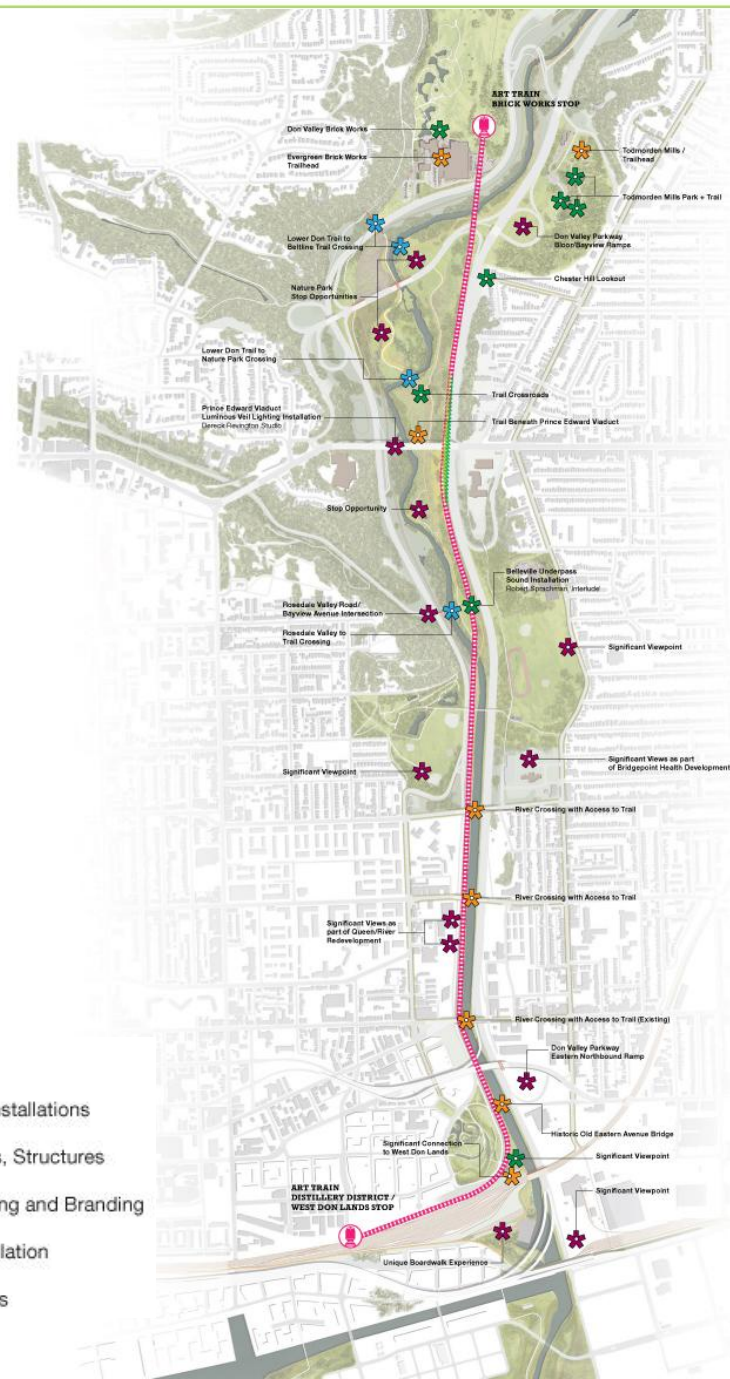 ART TRAIN
BRICK WORKS STOP
Don Valley Brick Works
Evergreen Brick Works
Trailhead
Todmorden Mills /
Trailhead
Todmorden Mills Park + Trail
Lower Don Trail to
Beltline Trail Crossing
Don Valley Parkway
Bloor/Bayview Ramps
Nature Park
Stop Opportunities
Chester Hill Lookout
Lower Don Trail to
Nature Park Crossing
Trail Crossroads
Prince Edward Viaduct
Luminous Veil Lighting Installation
Dereck Revington Studio
Trail Beneath Prince Edward Viaduct
Stop Opportunity
Belleville Underpass
Sound Installation
Rosedale Valley Road/
Bayview Avenue Intersection
Rosedale Valley to
Trail Crossing
Significant Viewpoint
Significant Viewpoint
Significant Views as part
of Bridgepoint Health Development
River Crossing with Access to Trail
River Crossing with Access to Trail
Significant Views as
part of Queen/River
Redevelopment
River Crossing with Access to Trail (Existing)
Don Valley Parkway
Eastern Northbound Ramp
Historic Old Eastern Avenue Bridge
Significant Connection
to West Don Lands
Significant Viewpoint
ART TRAIN
DISTILLERY DISTRICT /
WEST DON LANDS STOP
Significant Viewpoint
Unique Boardwalk Experience
stallations
s, Structures
ng and Branding
lation
s